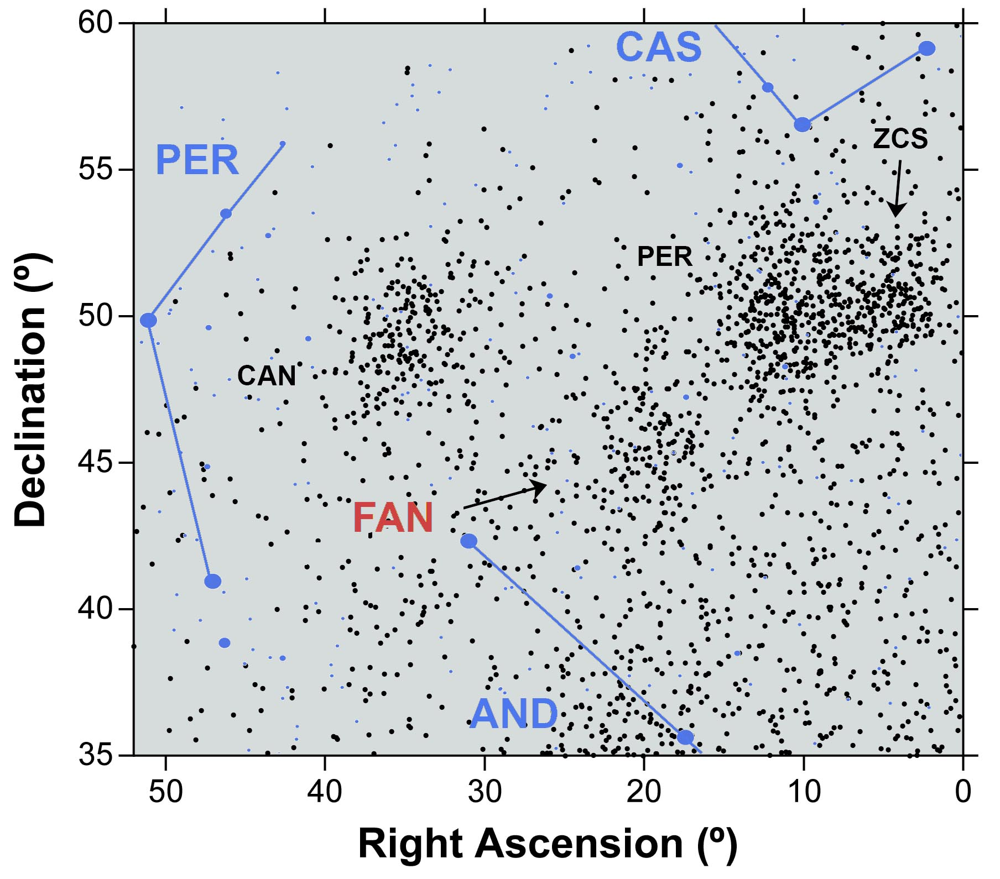 60
CAS
ZCS
PER
55
PER
50
CAN
45
FAN
40
AND
35
50 40 30 20 10 0
Declination (º)
Right Ascension (º)